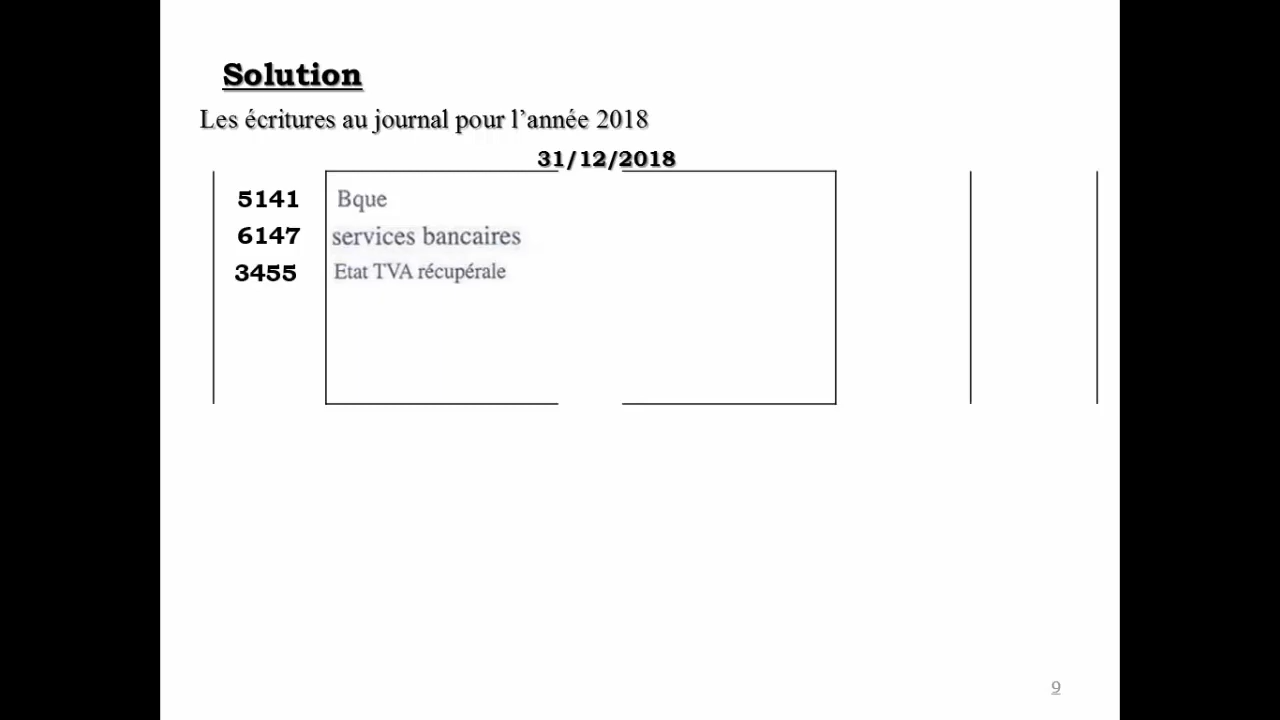 Solution
Les écritures au journal pour l’année 2018
31/12/2018
5141 Bque
6147 services bancaires
3455 Etat TVA récupérale
9